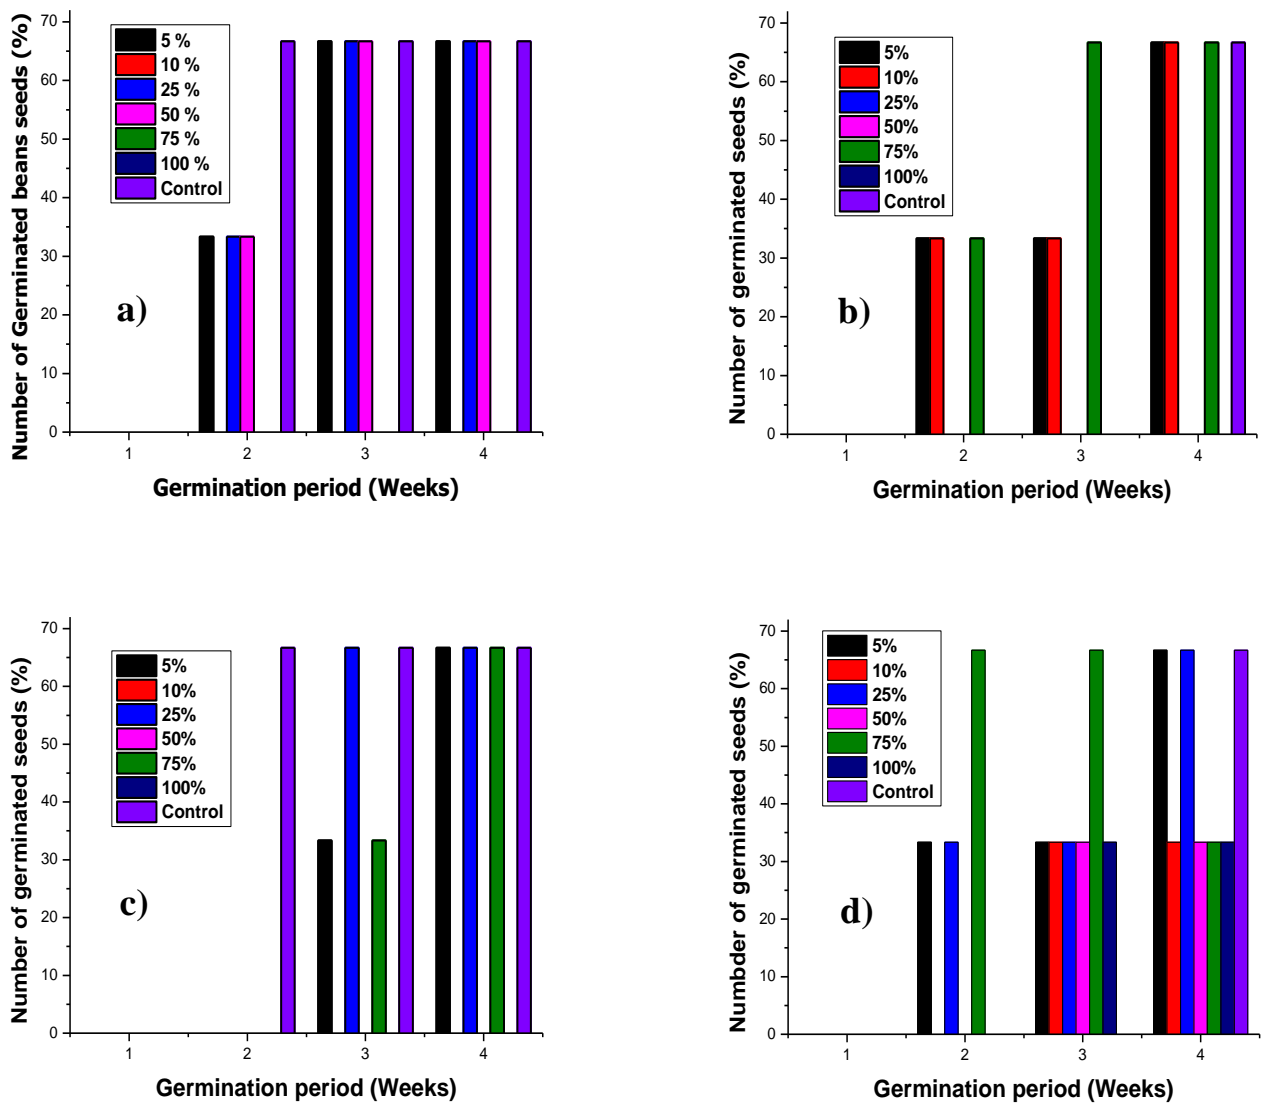 Number of Germinated beans seeds (%)
70
60
50
40
30
20
10
0
5 %
10 %
25 %
50 %
75 %
100 %
Control
a)
1 2 3 4
Germination period (Weeks)
Number of germinated seeds (%)
70
60
50
40
30
20
10
0
5%
10%
25%
50%
75%
100%
Control
b)
1 2 3 4
Germination period (Weeks)
Number of germinated seeds (%)
70
60
50
40
30
20
10
0
5%
10%
25%
50%
75%
100%
Control
c)
1 2 3 4
Germination period (Weeks)
Numbder of germinated seeds (%)
70
60
50
40
30
20
10
0
5%
10%
25%
50%
75%
100%
Control
d)
1 2 3 4
Germination period (Weeks)